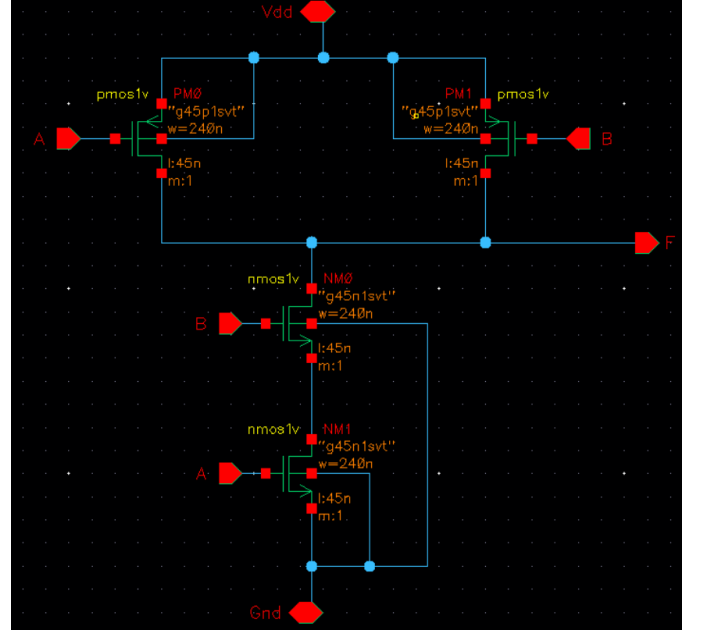 Vdd
pmos1v PM0 PM1 pmos1v
"g45p1svt" "g45p1svt"
A w=240n w=240n B
l:45n l:45n
m:1 m:1
F
nmos1v NM0
"g45n1svt"
B w=240n
l:45n
m:1
nmos1v NM1
"g45n1svt"
A w=240n
l:45n
m:1
Gnd